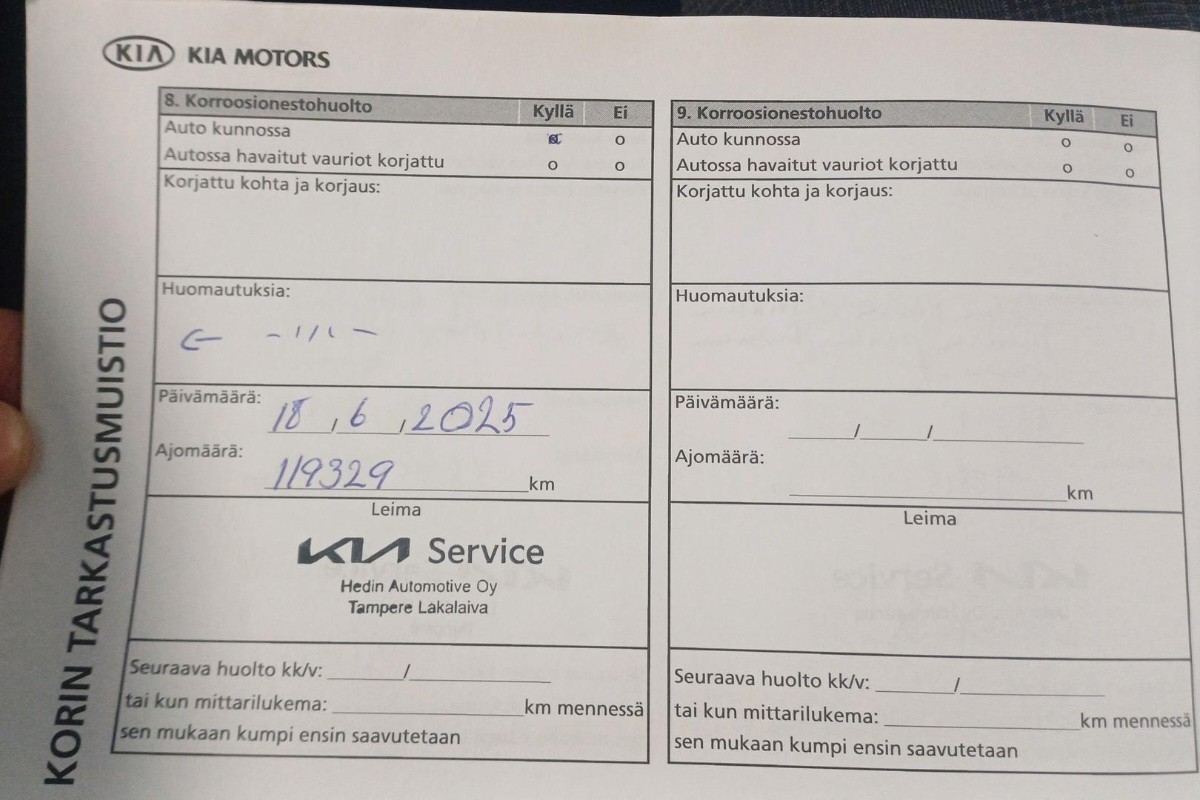 KIA KIA MOTORS
KORIN TARKASTUSMUISTIO
8. Korroosionestohuolto Kyllä Ei
Auto kunnossa o
Autossa havaitut vauriot korjattu o o
Korjattu kohta ja korjaus:
Huomautuksia:
Päivämäärä: 18 / 6 / 2025
Ajomäärä: 119329 km
Leima
KIA Service
Hedin Automotive Oy
Tampere Lakalaiva
Seuraava huolto kk/v: /
tai kun mittarilukema: km mennessä
sen mukaan kumpi ensin saavutetaan
9. Korroosionestohuolto Kyllä Ei
Auto kunnossa o o
Autossa havaitut vauriot korjattu o o
Korjattu kohta ja korjaus:
Huomautuksia:
Päivämäärä: / /
Ajomäärä: km
Leima
Seuraava huolto kk/v: /
tai kun mittarilukema: km mennessä
sen mukaan kumpi ensin saavutetaan